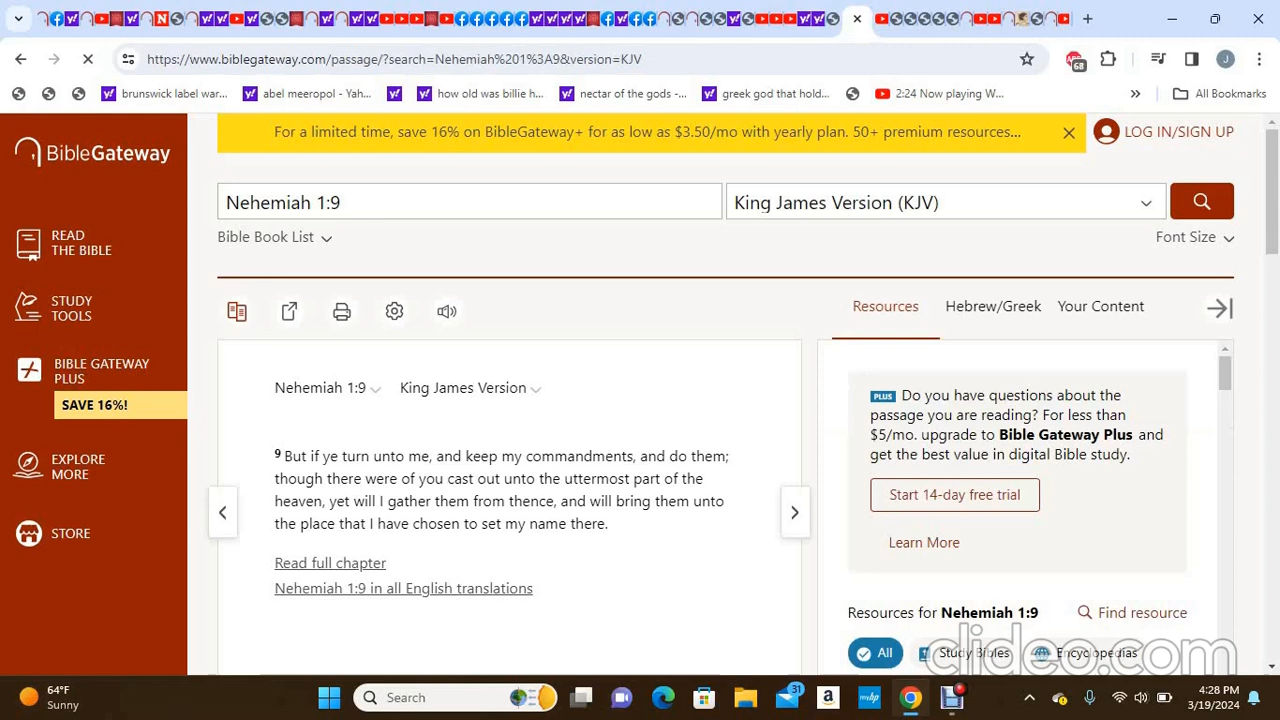 https://www.biblegateway.com/passage/?search=Nehemiah%201%3A9&version=KJV
68
J
brunswick label war...
abel meeropol - Yah...
how old was billie h...
nectar of the gods -...
greek god that hold...
2:24 Now playing W...
All Bookmarks
BibleGateway
For a limited time, save 16% on BibleGateway+ for as low as $3.50/mo with yearly plan. 50+ premium resources...
LOG IN/SIGN UP
Nehemiah 1:9
King James Version (KJV)
Bible Book List
Font Size
READ
THE BIBLE
STUDY
TOOLS
BIBLE GATEWAY
PLUS
SAVE 16%!
EXPLORE
MORE
STORE
Resources
Hebrew/Greek
Your Content
Nehemiah 1:9
King James Version
9 But if ye turn unto me, and keep my commandments, and do them;
though there were of you cast out unto the uttermost part of the
heaven, yet will I gather them from thence, and will bring them unto
the place that I have chosen to set my name there.
Read full chapter
Nehemiah 1:9 in all English translations
PLUS Do you have questions about the
passage you are reading? For less than
$5/mo. upgrade to Bible Gateway Plus and
get the best value in digital Bible study.
Start 14-day free trial
Learn More
Resources for Nehemiah 1:9
Find resource
All
Study Bibles
Encyclopedias
clideo.com
64°F
Sunny
Search
31
4:28 PM
3/19/2024